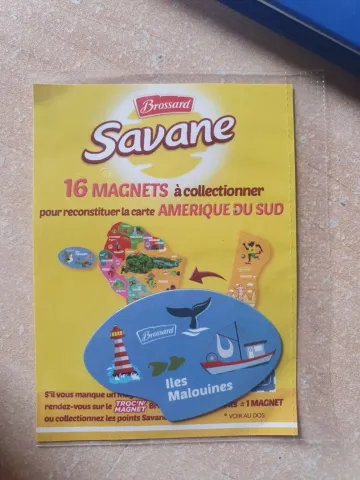 Brossard
Savane
16 MAGNETS à collectionner
pour reconstituer la carte AMERIQUE DU SUD
Brossard
Iles
Malouines
S'il vous manque un
rendez-vous sur le TROC'N MAGNET = 1 MAGNET
ou collectionnez les points Savane * VOIR AU DOS